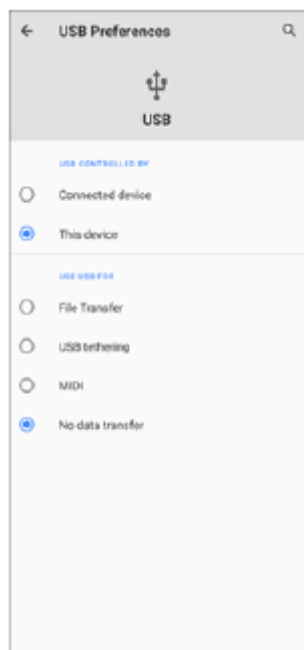 USB Preferences
USB
USB CONTROLLED BY
Connected device
This device
USE USB FOR
File Transfer
USB tethering
MIDI
No data transfer